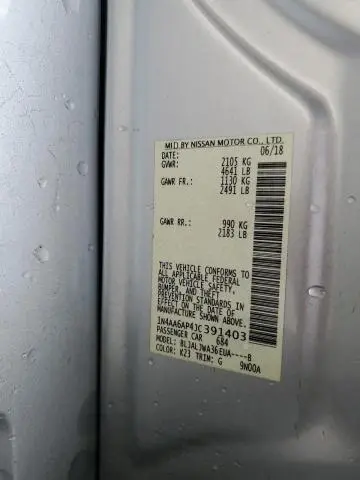 MFD BY NISSAN MOTOR CO., LTD.
DATE: 06/18
GVWR: 2105 KG
4641 LB
GAWR FR.: 1130 KG
2491 LB
GAWR RR.: 990 KG
2183 LB
THIS VEHICLE CONFORMS TO
ALL APPLICABLE FEDERAL
MOTOR VEHICLE SAFETY,
BUMPER, AND THEFT
PREVENTION STANDARDS
IN EFFECT ON THE DATE OF
MANUFACTURE SHOWN ABOVE.
1N4AA6AP4JC391403
PASSENGER CAR 684
MODEL: BLJALJWA36EUA----B
COLOR: K23 TRIM: G 9N00A